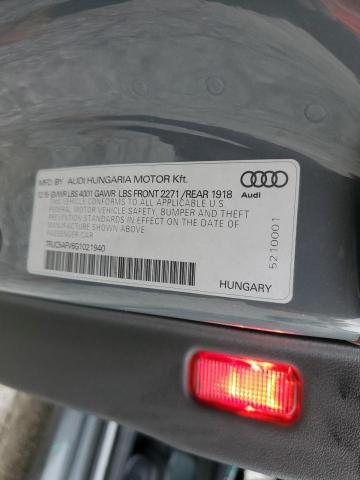 MFD. BY AUDI HUNGARIA MOTOR Kft.
12/15 GVWR LBS 4001 GAWR LBS FRONT 2271 /REAR 1918
THIS VEHICLE CONFORMS TO ALL APPLICABLE U.S.
FEDERAL MOTOR VEHICLE SAFETY, BUMPER AND THEFT
PREVENTION STANDARDS IN EFFECT ON THE DATE OF
MANUFACTURE SHOWN ABOVE
PASSENGER CAR
TRUC5AFV8G1021940
Audi
5210001
HUNGARY